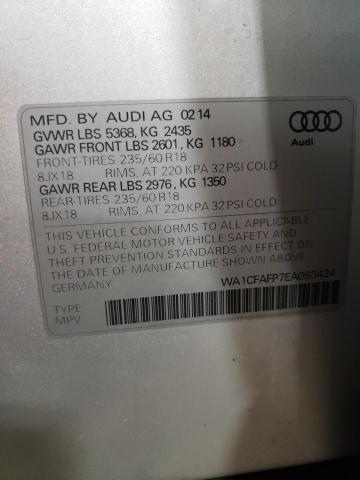 MFD. BY AUDI AG 02 14
GVWR LBS 5368, KG 2435
GAWR FRONT LBS 2601, KG 1180
FRONT-TIRES 235/60 R18
8JX18 RIMS, AT 220 KPA 32 PSI COLD
GAWR REAR LBS 2976, KG 1350
REAR-TIRES 235/60 R18
8JX18 RIMS, AT 220 KPA 32 PSI COLD
Audi
THIS VEHICLE CONFORMS TO ALL APPLICABLE
U.S. FEDERAL MOTOR VEHICLE SAFETY AND
THEFT PREVENTION STANDARDS IN EFFECT
ON THE DATE OF MANUFACTURE SHOWN ABOVE
GERMANY
WA1CFAFP7EA093424
TYPE
MPV